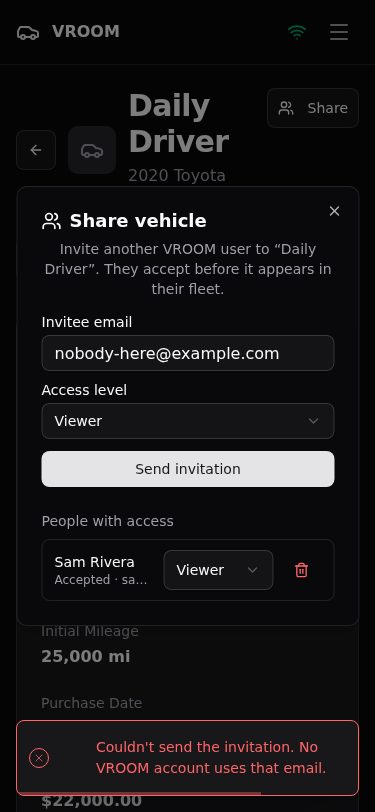 VROOM
Daily
Driver
Share
2020 Toyota
Share vehicle
Invite another VROOM user to “Daily
Driver”. They accept before it appears in
their fleet.
Invitee email
nobody-here@example.com
Access level
Viewer
Send invitation
People with access
Sam Rivera
Accepted · sa...
Viewer
Initial Mileage
25,000 mi
Purchase Date
Couldn't send the invitation. No
VROOM account uses that email.
$22,000.00